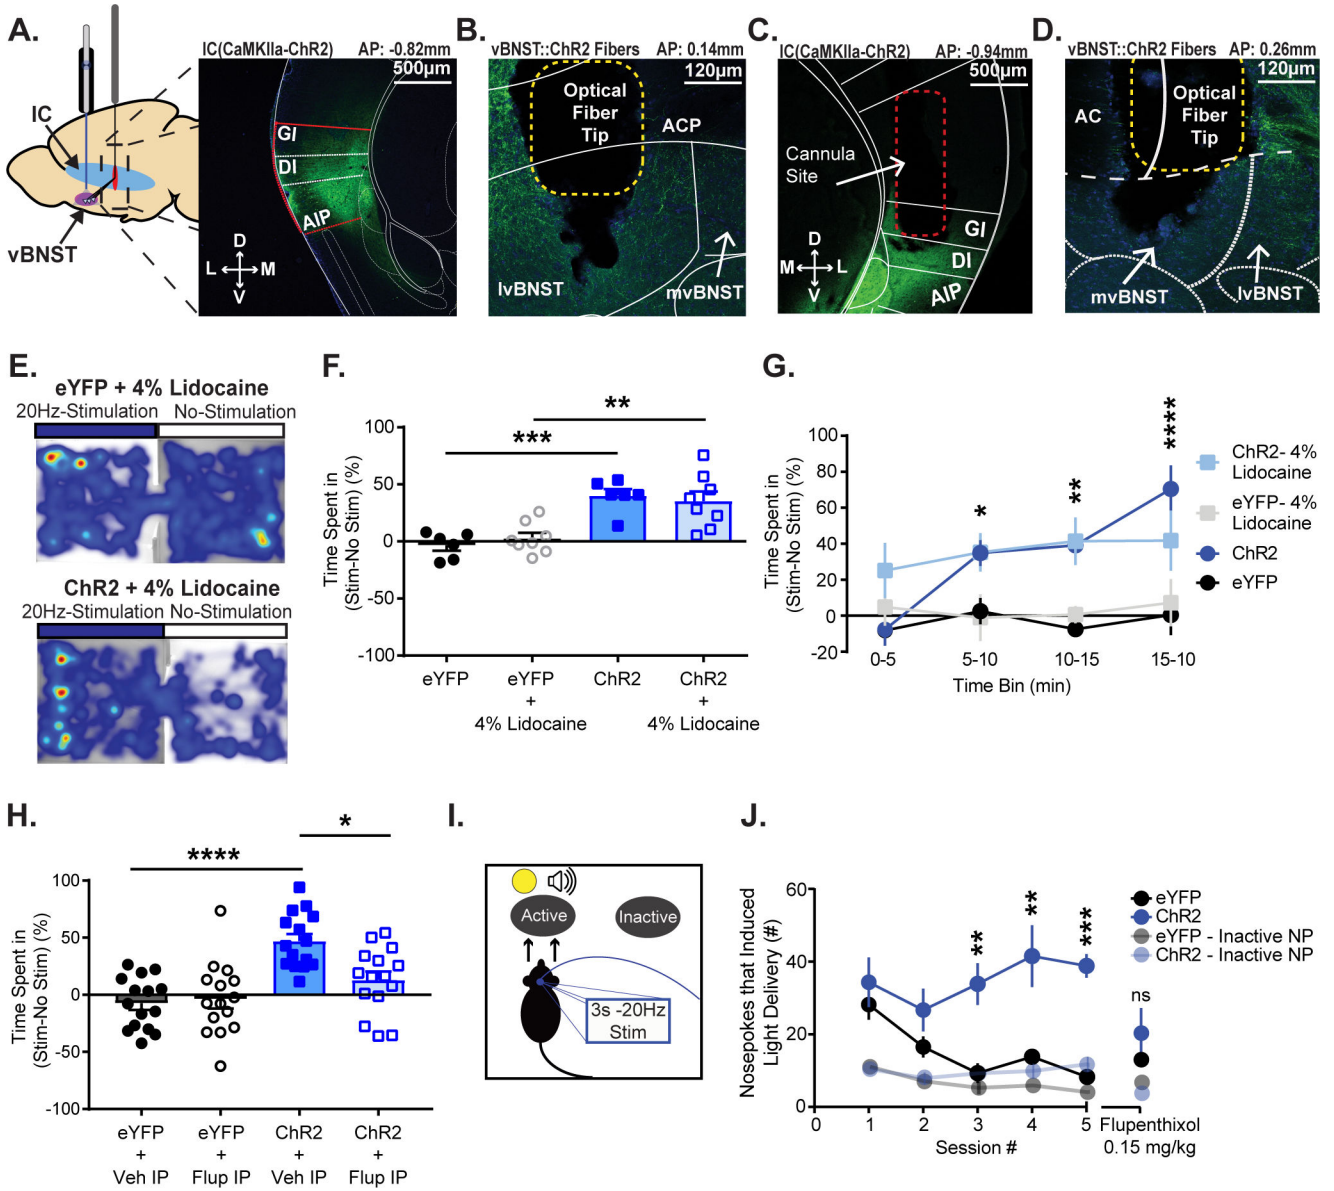 A.
IC
vBNST
IC(CaMKIIa-ChR2) AP: -0.82mm
500µm
GI
DI
AIP
D
L M
V
B.
vBNST::ChR2 Fibers AP: 0.14mm
120µm
Optical
Fiber
Tip
ACP
lvBNST
mvBNST
C.
IC(CaMKIIa-ChR2) AP: -0.94mm
500µm
Cannula
Site
GI
DI
AIP
D
M L
V
D.
vBNST::ChR2 Fibers AP: 0.26mm
120µm
AC
Optical
Fiber
Tip
mvBNST
lvBNST
E.
eYFP + 4% Lidocaine
20Hz-Stimulation No-Stimulation
ChR2 + 4% Lidocaine
20Hz-Stimulation No-Stimulation
F.
Time Spent in
(Stim-No Stim) (%)
100
50
0
-50
-100
***
**
eYFP
eYFP
+
4% Lidocaine
ChR2
ChR2
+
4% Lidocaine
G.
Time Spent in
(Stim-No Stim) (%)
100
80
60
40
20
0
-20
*
**
****
0-5 5-10 10-15 15-10
Time Bin (min)
ChR2- 4%
Lidocaine
eYFP- 4%
Lidocaine
ChR2
eYFP
H.
Time Spent in
(Stim-No Stim) (%)
100
50
0
-50
-100
****
*
eYFP
+
Veh IP
eYFP
+
Flup IP
ChR2
+
Veh IP
ChR2
+
Flup IP
I.
Active
Inactive
3s -20Hz
Stim
J.
Nosepokes that Induced
Light Delivery (#)
60
40
20
0
**
**
***
ns
0 1 2 3 4 5
Session #
Flupenthixol
0.15 mg/kg
eYFP
ChR2
eYFP - Inactive NP
ChR2 - Inactive NP